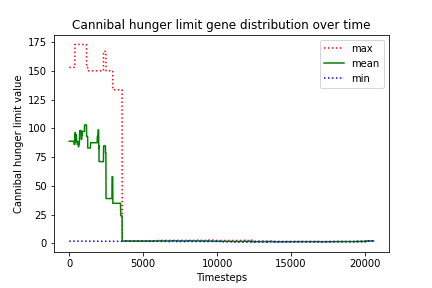 Cannibal hunger limit gene distribution over time
Cannibal hunger limit value
175
150
125
100
75
50
25
0
max
mean
min
0
5000
10000
15000
20000
Timesteps